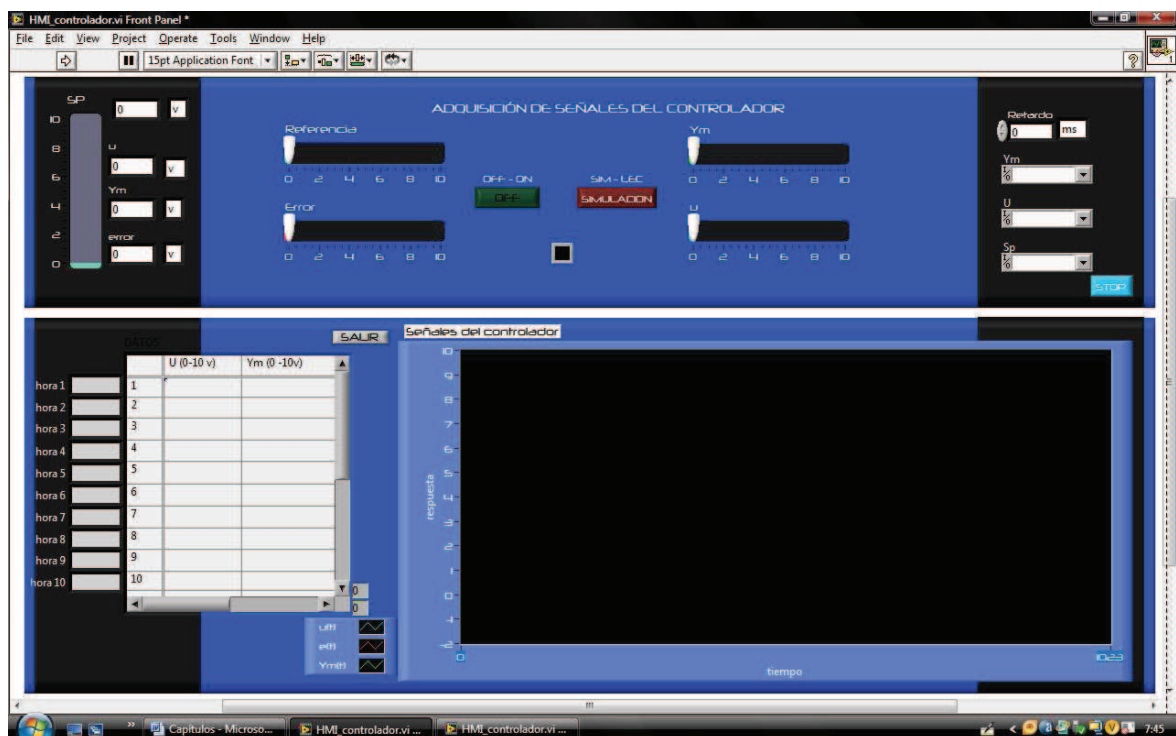 HMI_controlador.vi Front Panel *
File Edit View Project Operate Tools Window Help
15pt Application Font
SP
0 v
10
8
6
4
2
0
u
0 v
Ym
0 v
error
0 v
ADQUISICIÓN DE SEÑALES DEL CONTROLADOR
Referencia
0 2 4 6 8 10
Error
0 2 4 6 8 10
OFF - ON
OFF
SIM - LEC
SIMULACION
Ym
0 2 4 6 8 10
u
0 2 4 6 8 10
Retardo
0 ms
Ym
U
Sp
STOP
DATOS
SALIR
U (0-10 v) Ym (0 -10v)
hora 1 1
hora 2 2
hora 3 3
hora 4 4
hora 5 5
hora 6 6
hora 7 7
hora 8 8
hora 9 9
hora 10 10
0
0
u(t)
e(t)
Ym(t)
Señales del controlador
respuesta
10
9
8
7
6
5
4
3
2
1
0
-1
-2
0 1023
tiempo
Capitulos - Microso... HMI_controlador.vi ... HMI_controlador.vi ... 7:45